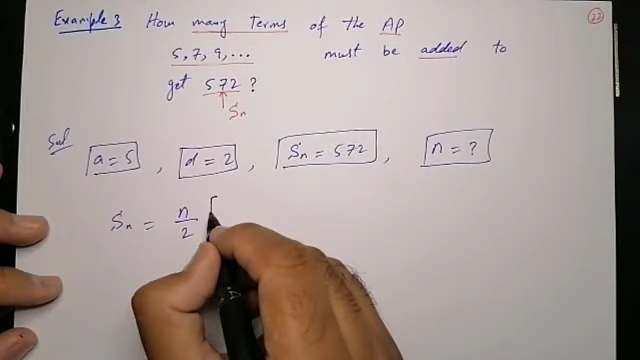 Example 3 How many terms of the AP
5, 7, 9, ... must be added to
get 572 ?
Sn
Sol
a = 5 , d = 2 , Sn = 572 , n = ?
Sn = n/2 [
22